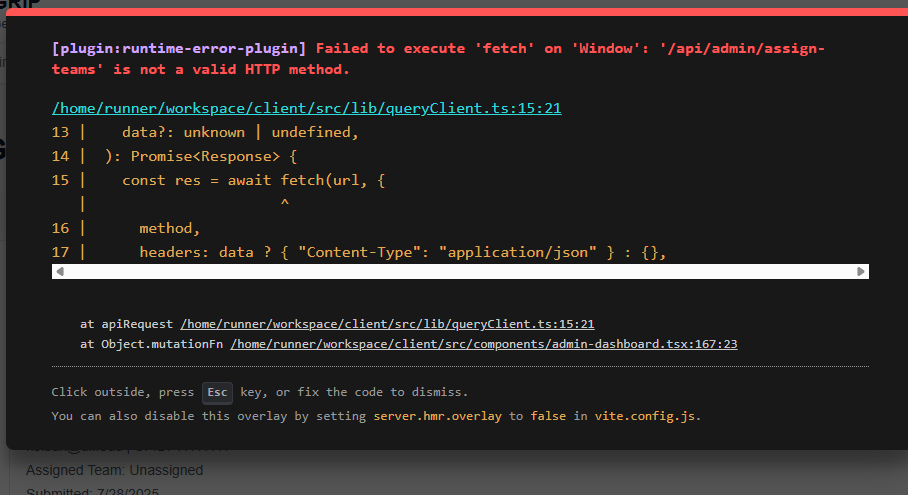 GRIP
[plugin:runtime-error-plugin] Failed to execute 'fetch' on 'Window': '/api/admin/assign-
teams' is not a valid HTTP method.
/home/runner/workspace/client/src/lib/queryClient.ts:15:21
13 |    data?: unknown | undefined,
14 |  ): Promise<Response> {
15 |    const res = await fetch(url, {
   |                      ^
16 |      method,
17 |      headers: data ? { "Content-Type": "application/json" } : {},
at apiRequest /home/runner/workspace/client/src/lib/queryClient.ts:15:21
at Object.mutationFn /home/runner/workspace/client/src/components/admin-dashboard.tsx:167:23
Click outside, press Esc key, or fix the code to dismiss.
You can also disable this overlay by setting server.hmr.overlay to false in vite.config.js.
Assigned Team: Unassigned
Submitted: 7/28/2025